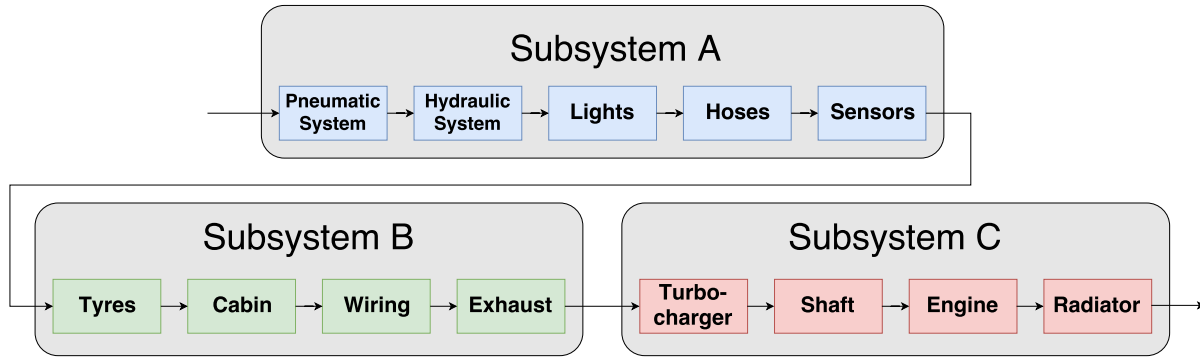 Subsystem A
Pneumatic
System
Hydraulic
System
Lights
Hoses
Sensors
Subsystem B
Tyres
Cabin
Wiring
Exhaust
Subsystem C
Turbo-
charger
Shaft
Engine
Radiator